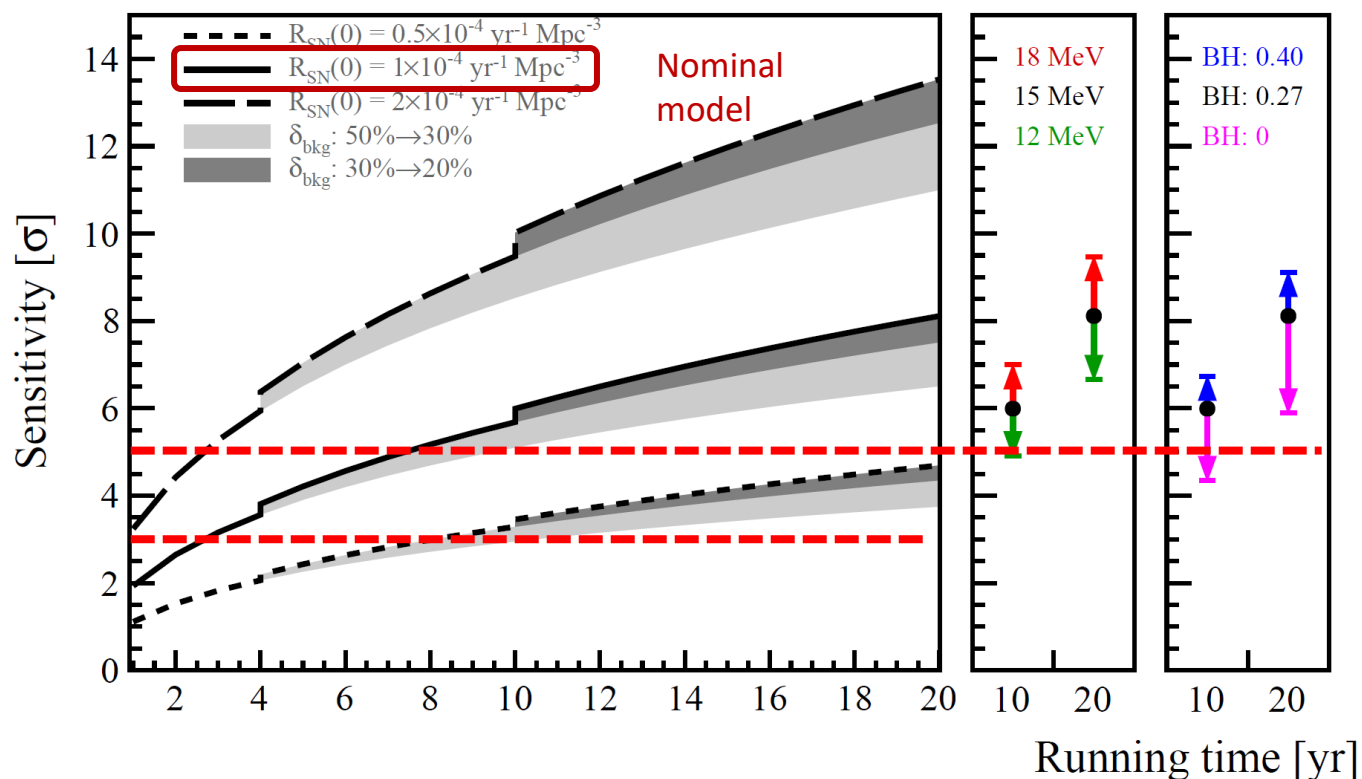 R_SN(0) = 0.5×10⁻⁴ yr⁻¹ Mpc⁻³
R_SN(0) = 1×10⁻⁴ yr⁻¹ Mpc⁻³
R_SN(0) = 2×10⁻⁴ yr⁻¹ Mpc⁻³
δ_bkg: 50%→30%
δ_bkg: 30%→20%
Nominal
model
18 MeV
15 MeV
12 MeV
BH: 0.40
BH: 0.27
BH: 0
Sensitivity [σ]
14
12
10
8
6
4
2
0
2 4 6 8 10 12 14 16 18 20
10 20
10 20
Running time [yr]